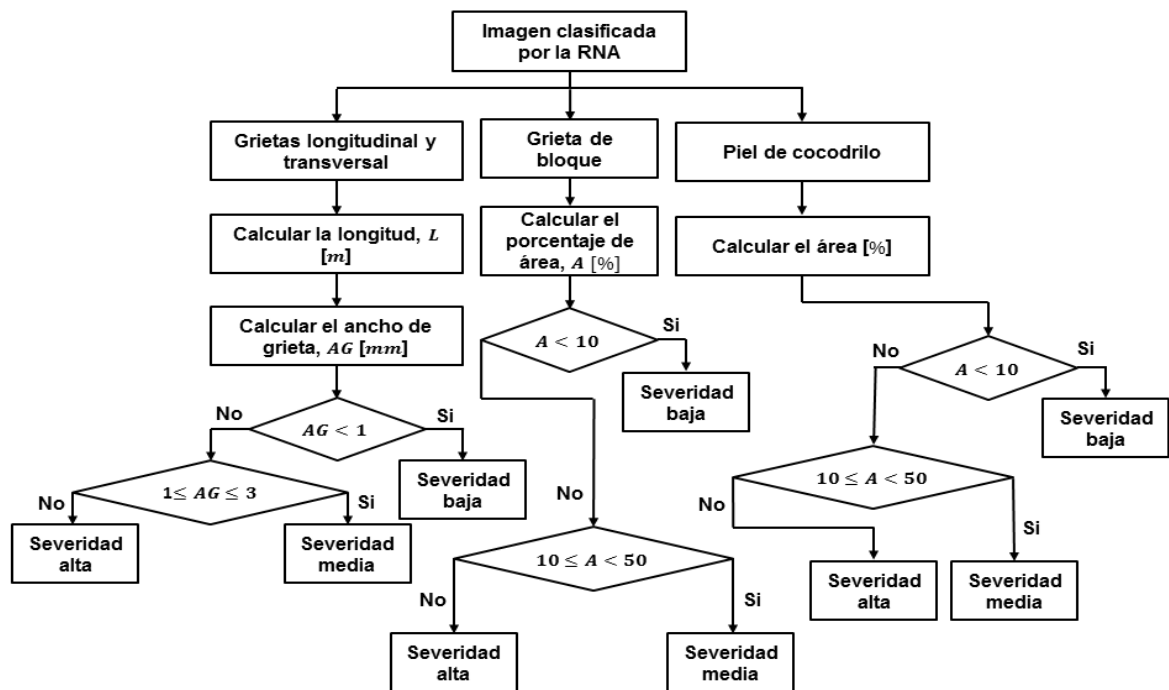 Imagen clasificada
por la RNA
Grietas longitudinal y
transversal
Grieta de
bloque
Piel de cocodrilo
Calcular la longitud, L
[m]
Calcular el
porcentaje de
área, A [%]
Calcular el área [%]
Calcular el ancho de
grieta, AG [mm]
A < 10
Si
Severidad
baja
No
A < 10
Si
Severidad
baja
No
AG < 1
Si
Severidad
baja
No
1≤ AG ≤ 3
Si
Severidad
alta
Severidad
media
No
10 ≤ A < 50
No
Si
Severidad
alta
Severidad
media
No
10 ≤ A < 50
No
Si
Severidad
alta
Severidad
media